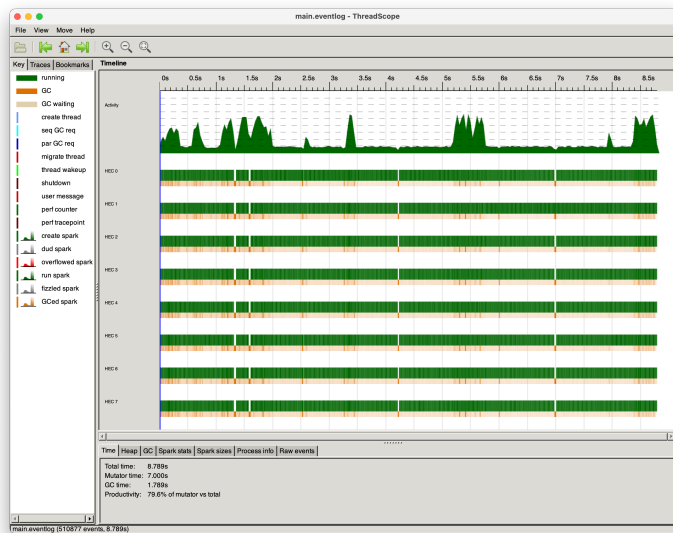 main.eventlog - ThreadScope
File View Move Help
Key Traces Bookmarks
running
GC
GC waiting
create thread
seq GC req
par GC req
migrate thread
thread wakeup
shutdown
user message
perf counter
perf tracepoint
create spark
dud spark
overflowed spark
run spark
fizzled spark
GCed spark
Timeline
0s 0.5s 1s 1.5s 2s 2.5s 3s 3.5s 4s 4.5s 5s 5.5s 6s 6.5s 7s 7.5s 8s 8.5s
Activity
HEC 0
HEC 1
HEC 2
HEC 3
HEC 4
HEC 5
HEC 6
HEC 7
Time Heap GC Spark stats Spark sizes Process info Raw events
Total time: 8.789s
Mutator time: 7.000s
GC time: 1.789s
Productivity: 79.6% of mutator vs total
main.eventlog (510877 events, 8.789s)